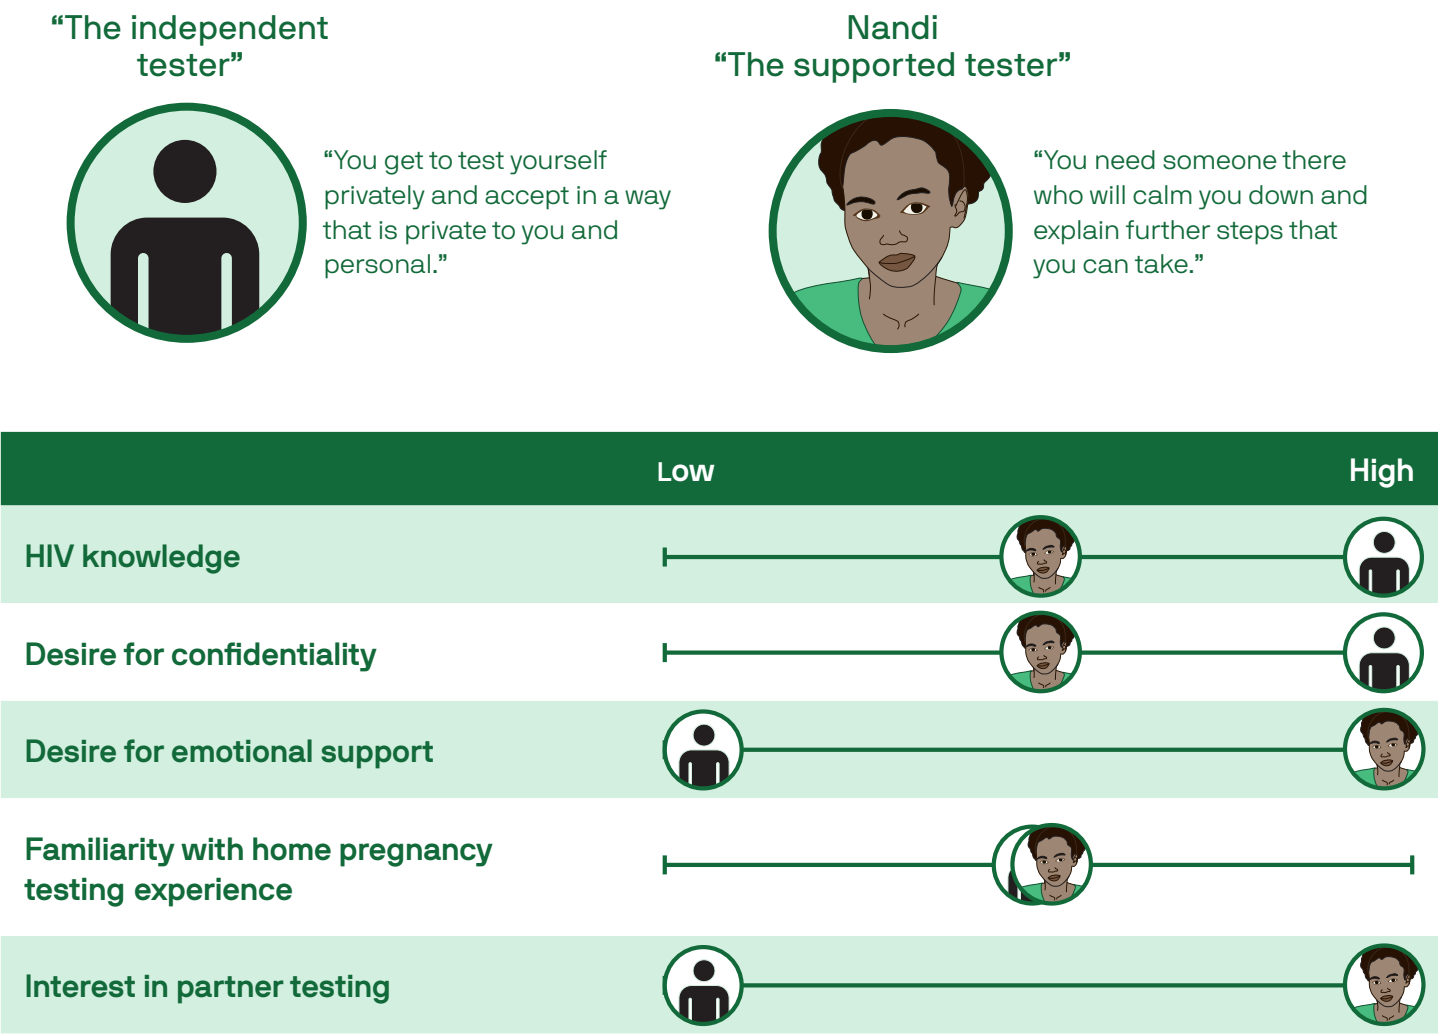 “The independent
tester”
“You get to test yourself
privately and accept in a way
that is private to you and
personal.”
Nandi
“The supported tester”
“You need someone there
who will calm you down and
explain further steps that
you can take.”
Low High
HIV knowledge
Desire for confidentiality
Desire for emotional support
Familiarity with home pregnancy
testing experience
Interest in partner testing